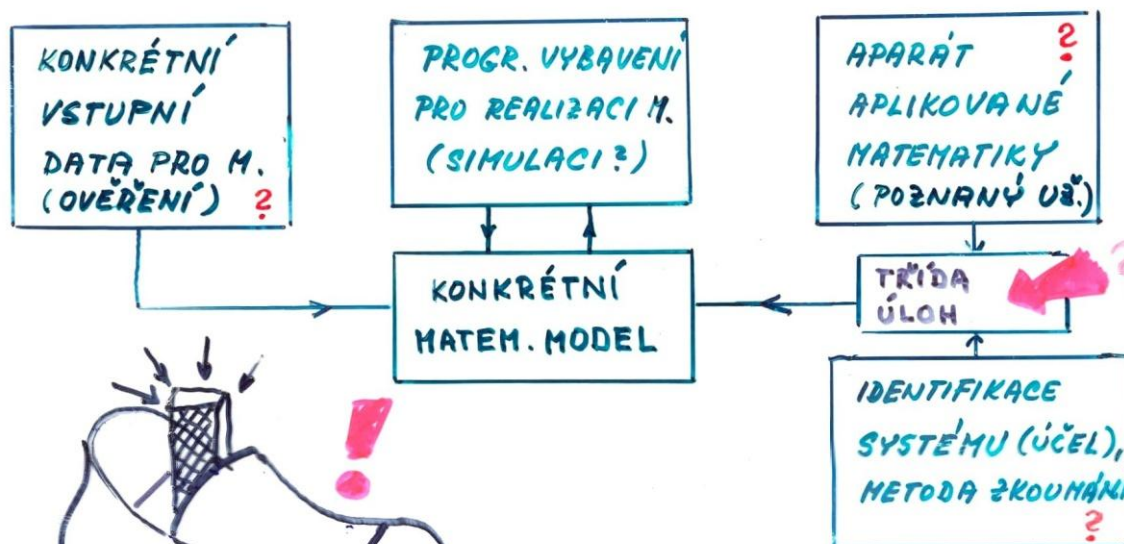 KONKRÉTNÍ
VSTUPNÍ
DATA PRO M.
(OVĚŘENÍ) ?
PROGR. VYBAVENÍ
PRO REALIZACI M.
(SIMULACI?)
APARÁT ?
APLIKOVANÉ
MATEMATIKY
(POZNANÝ UŽ.)
KONKRÉTNÍ
MATEM. MODEL
TŘÍDA
ÚLOH
IDENTIFIKACE
SYSTÉMU (ÚČEL),
METODA ZKOUMÁNÍ
?
!